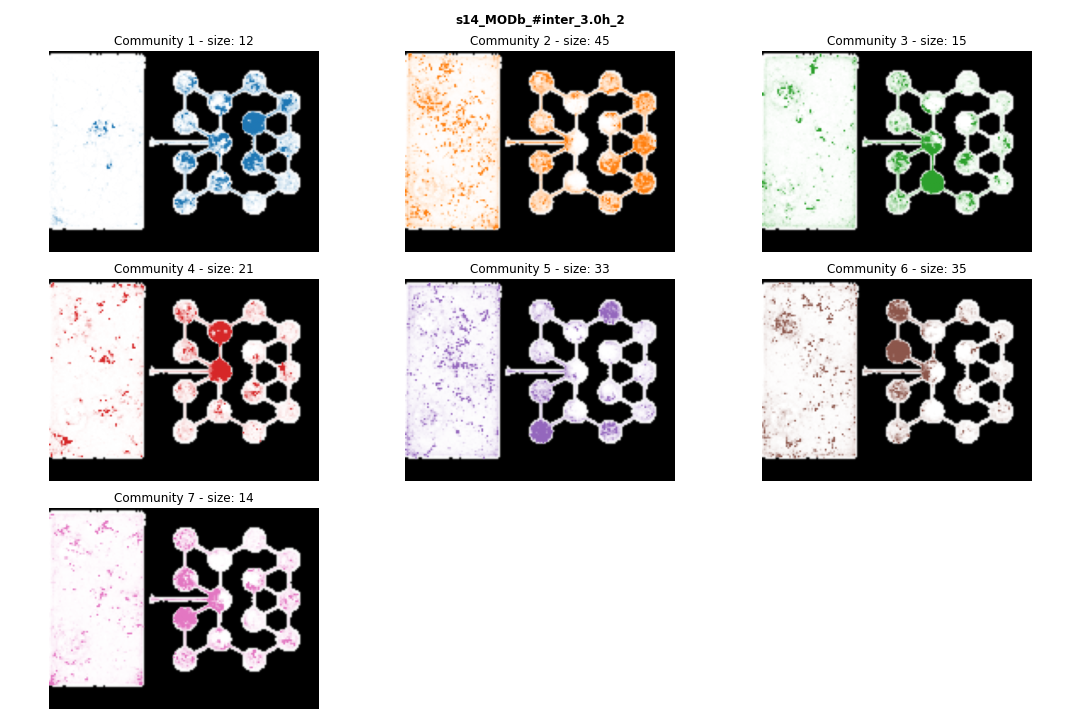 s14_MODb_#inter_3.0h_2
Community 1 - size: 12
Community 2 - size: 45
Community 3 - size: 15
Community 4 - size: 21
Community 5 - size: 33
Community 6 - size: 35
Community 7 - size: 14